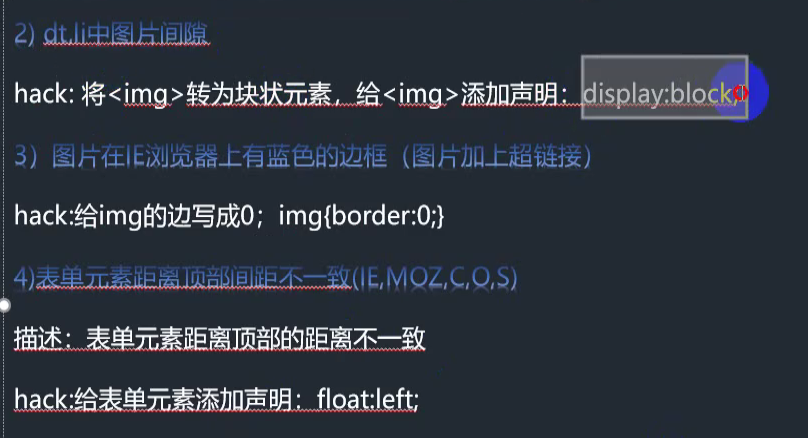 2) dt,li中图片间隙
hack: 将<img>转为块状元素，给<img>添加声明：display:block;
3）图片在IE浏览器上有蓝色的边框（图片加上超链接）
hack:给img的边写成0；img{border:0;}
4)表单元素距离顶部间距不一致(IE,MOZ,C,O,S)
描述：表单元素距离顶部的距离不一致
hack:给表单元素添加声明：float:left;